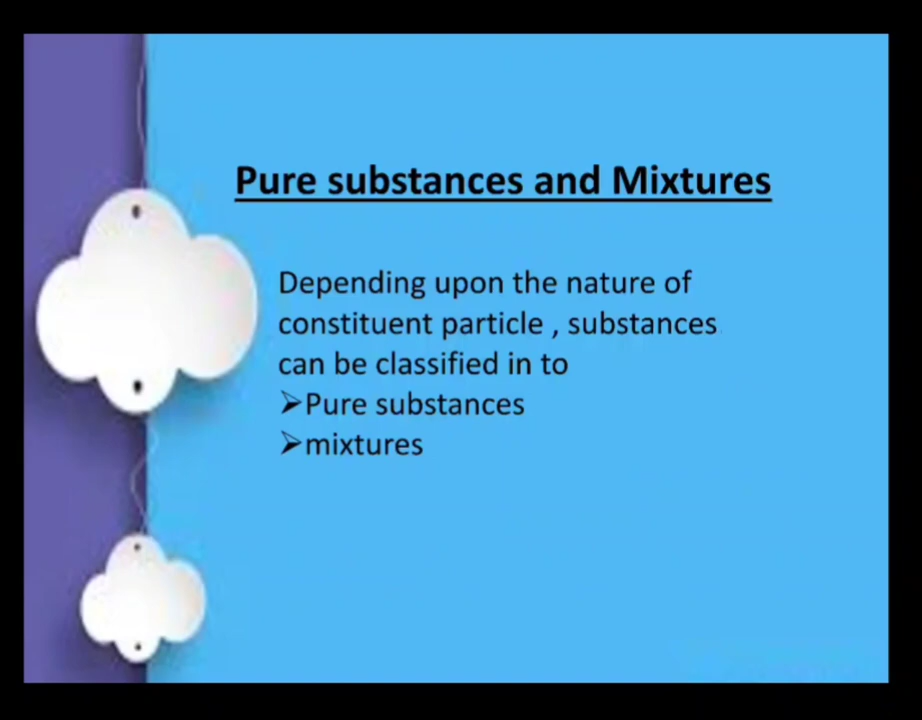 Pure substances and Mixtures
Depending upon the nature of
constituent particle , substances
can be classified in to
➢Pure substances
➢mixtures